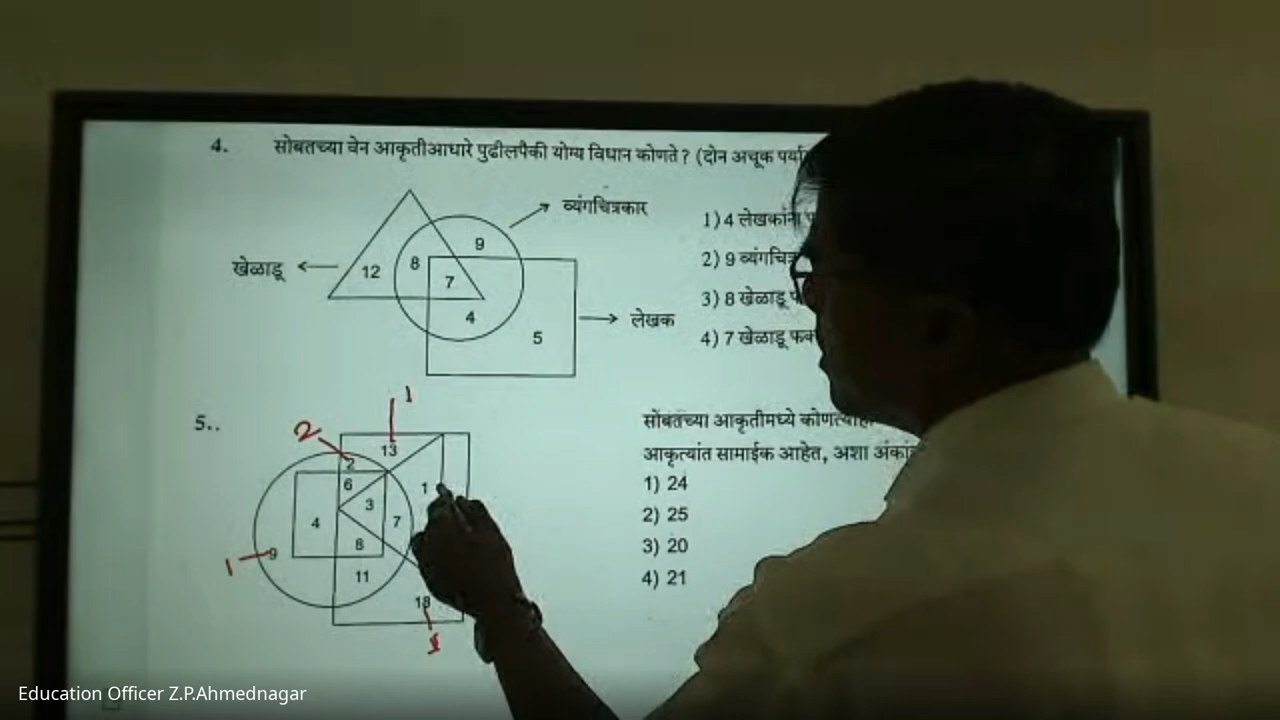 4. सोबतच्या वेन आकृतीआधारे पुढीलपैकी योग्य विधान कोणते? (दोन अचूक
व्यंगचित्रकार
खेळाडू
लेखक
9
8
12
7
4
5
1) 4 लेखकांना
2) 9
3) 8 खेळाडू
4) 7 खेळाडू
5..
1
2
13
2
6
1
3
4
7
8
9
1
11
18
1
सोबतच्या आकृतीमध्ये
आकृत्यांत सामाईक आहेत, अशा
1) 24
2) 25
3) 20
4) 21
Education Officer Z.P.Ahmednagar